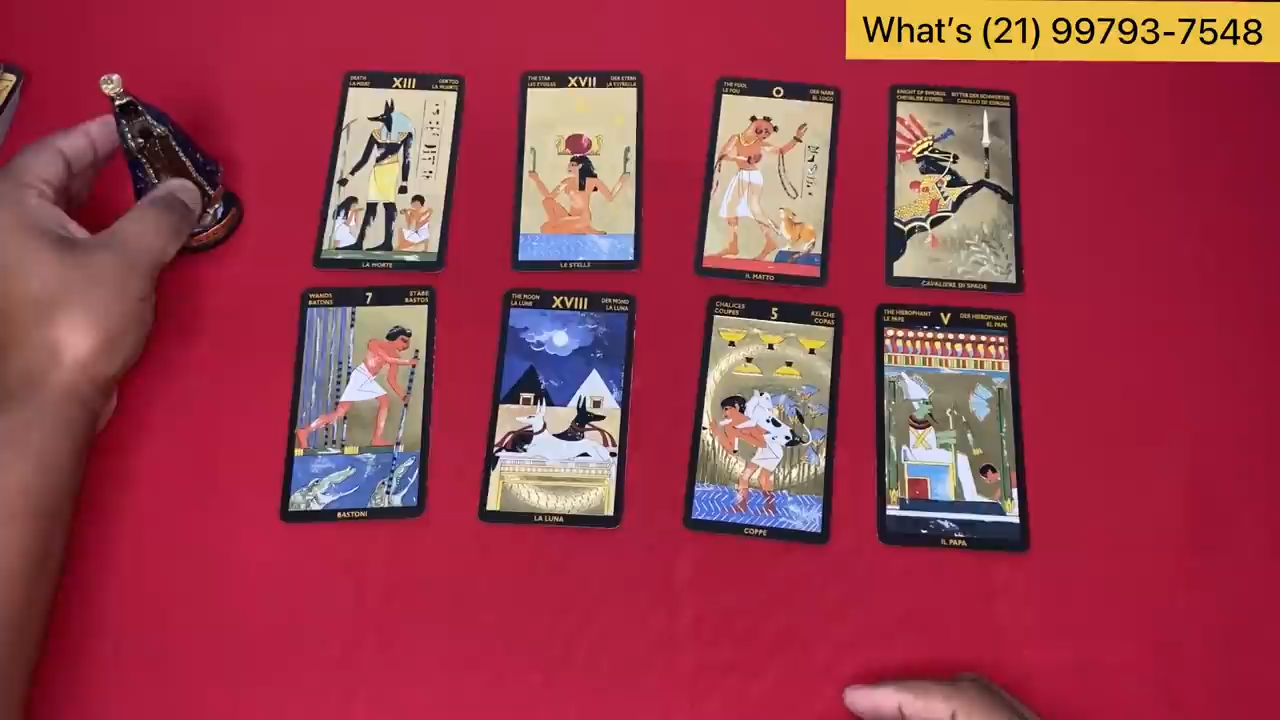 What's (21) 99793-7548
DEATH
LA MORT
XIII
DER TOD
LA MUERTE
LA MORTE
THE STAR
LES ETOILES
XVII
DER STERN
LA ESTRELLA
LE STELLE
THE FOOL
LE FOU
0
DER NARR
EL LOCO
IL MATTO
KNIGHT OF SWORDS
CHEVALIER D'EPEES
RITTER DER SCHWERTER
CABALLO DE ESPADAS
CAVALIERE DI SPADE
WANDS
BATONS
7
STÄBE
BASTOS
BASTONI
THE MOON
LA LUNE
XVIII
DER MOND
LA LUNA
LA LUNA
CHALICES
COUPES
5
KELCHE
COPAS
COPPE
THE HIEROPHANT
LE PAPE
V
DER HIEROPHANT
EL PAPA
IL PAPA